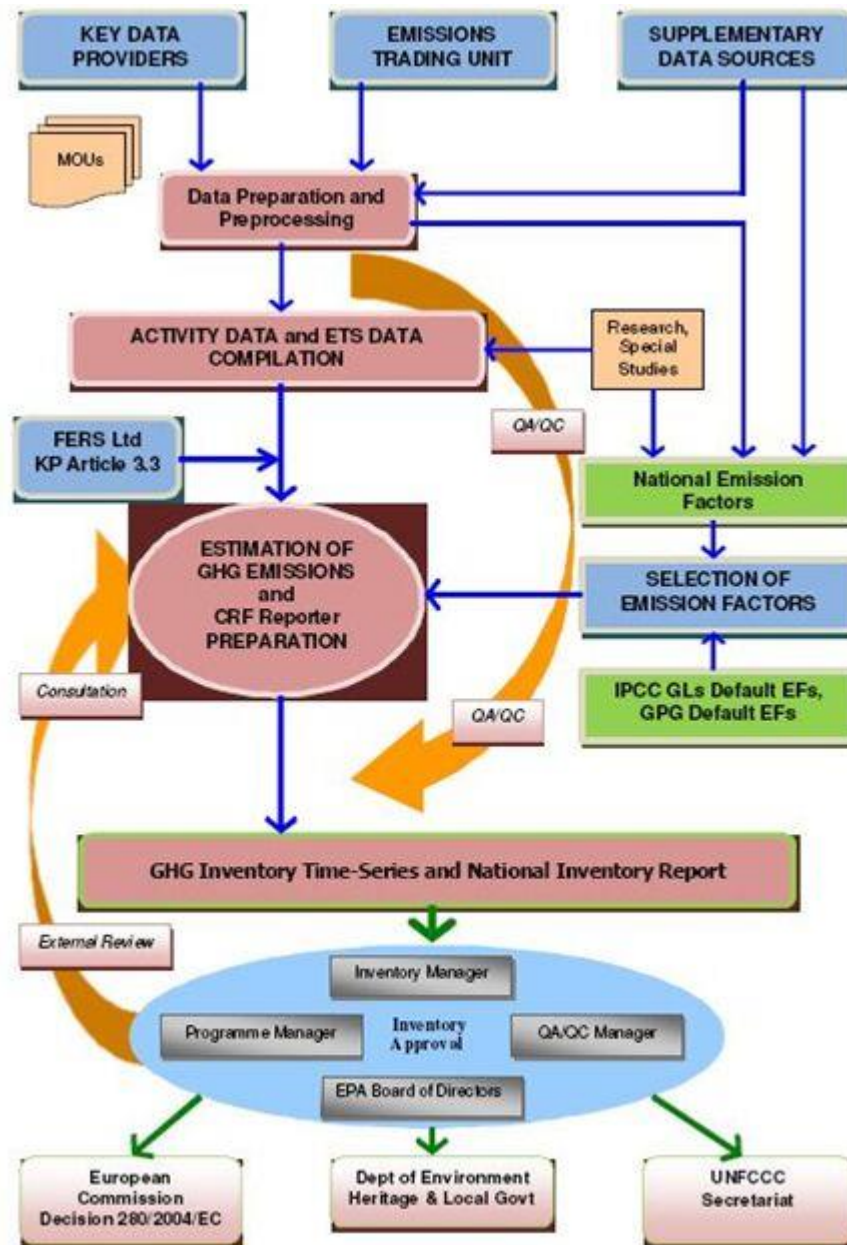 KEY DATA
PROVIDERS
EMISSIONS
TRADING UNIT
SUPPLEMENTARY
DATA SOURCES
MOUs
Data Preparation and
Preprocessing
ACTIVITY DATA and ETS DATA
COMPILATION
Research,
Special
Studies
QA/QC
FERS Ltd
KP Article 3.3
National Emission
Factors
ESTIMATION OF
GHG EMISSIONS
and
CRF Reporter
PREPARATION
SELECTION OF
EMISSION FACTORS
Consultation
QA/QC
IPCC GLs Default EFs,
GPG Default EFs
GHG Inventory Time-Series and National Inventory Report
External Review
Inventory Manager
Programme Manager
Inventory
Approval
QA/QC Manager
EPA Board of Directors
European
Commission
Decision 280/2004/EC
Dept of Environment
Heritage & Local Govt
UNFCCC
Secretariat